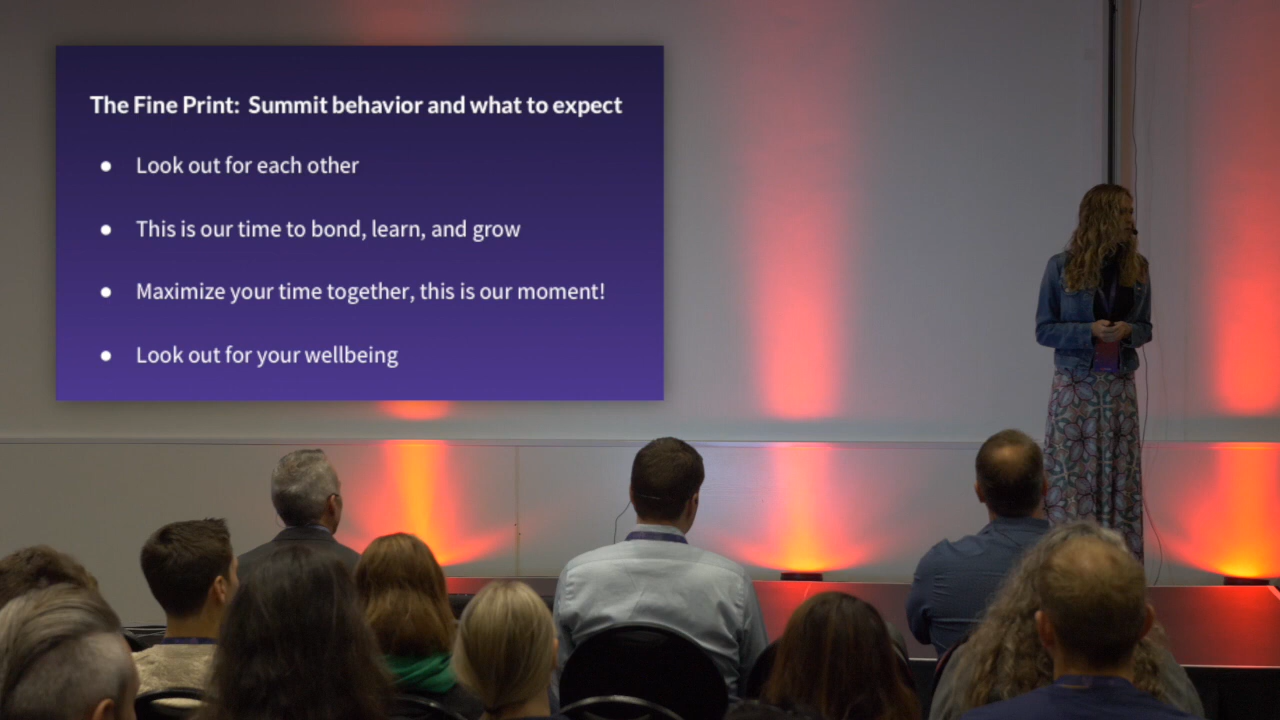 The Fine Print: Summit behavior and what to expect
● Look out for each other
● This is our time to bond, learn, and grow
● Maximize your time together, this is our moment!
● Look out for your wellbeing